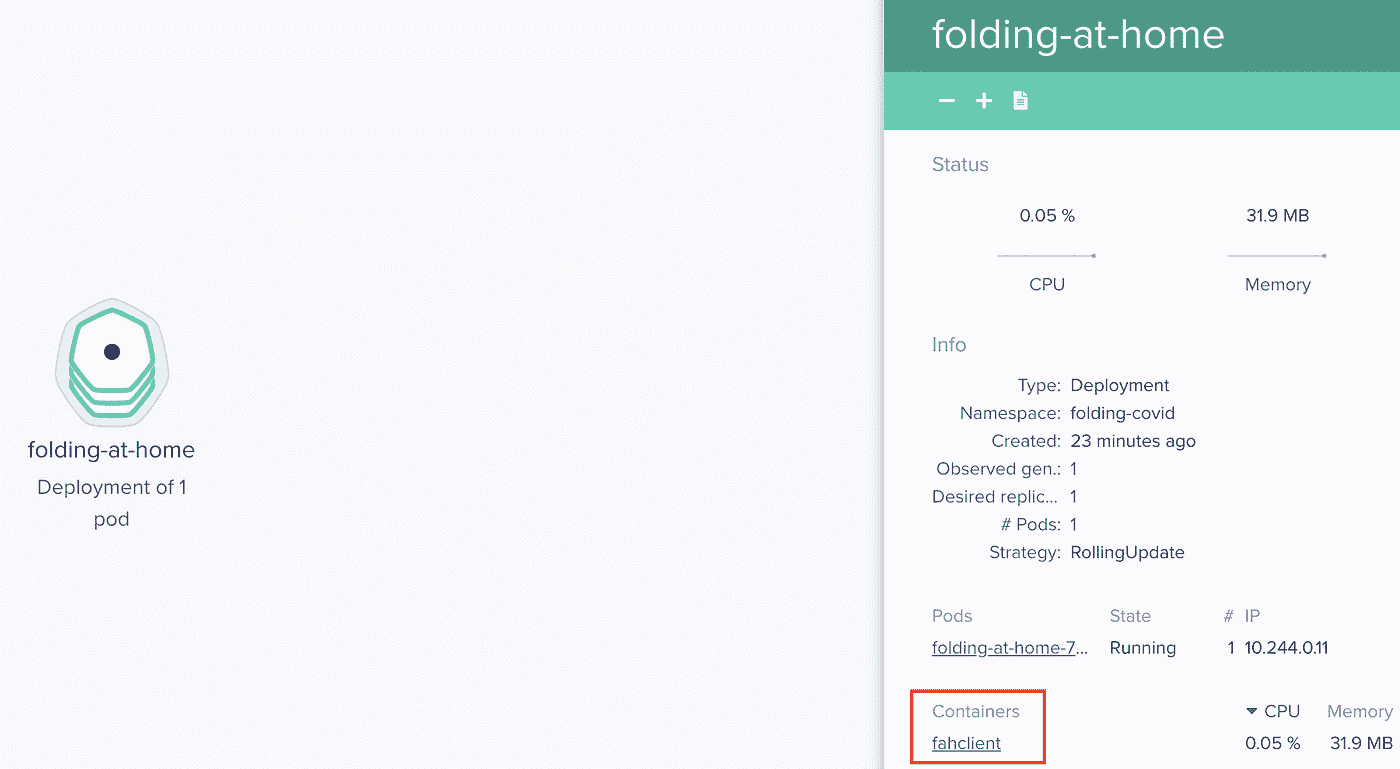 folding-at-home
Deployment of 1
pod
folding-at-home
Status
0.05 % 31.9 MB
CPU Memory
Info
Type: Deployment
Namespace: folding-covid
Created: 23 minutes ago
Observed gen.: 1
Desired replic... 1
# Pods: 1
Strategy: RollingUpdate
Pods State # IP
folding-at-home-7... Running 1 10.244.0.11
Containers CPU Memory
fahclient 0.05 % 31.9 MB